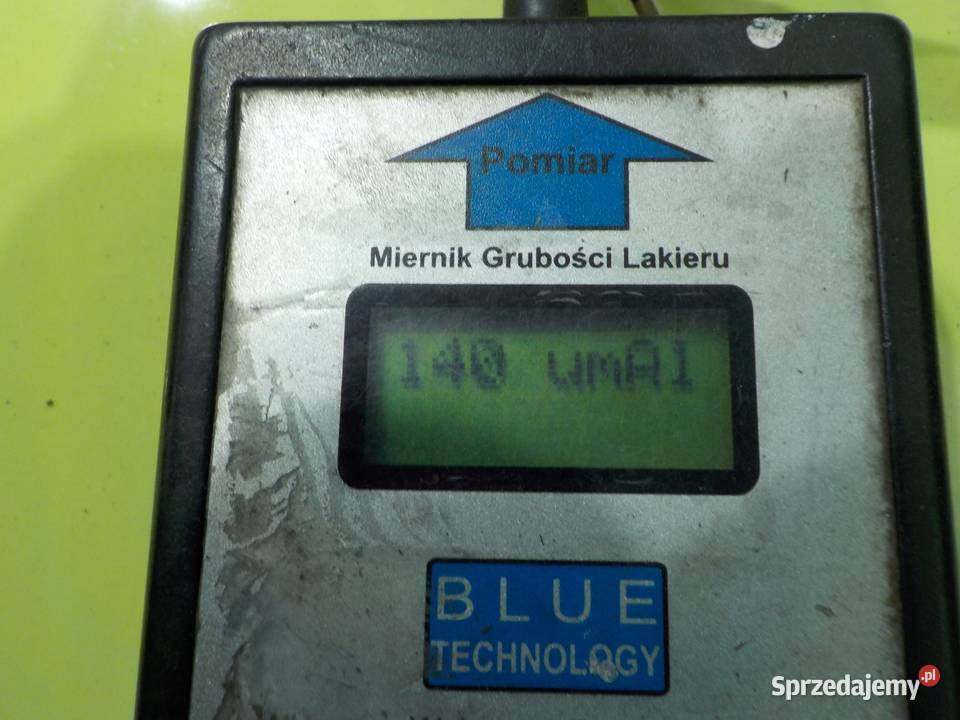 Pomiar
Miernik Grubości Lakieru
140 umAl
BLUE
TECHNOLOGY
Sprzedajemy.pl